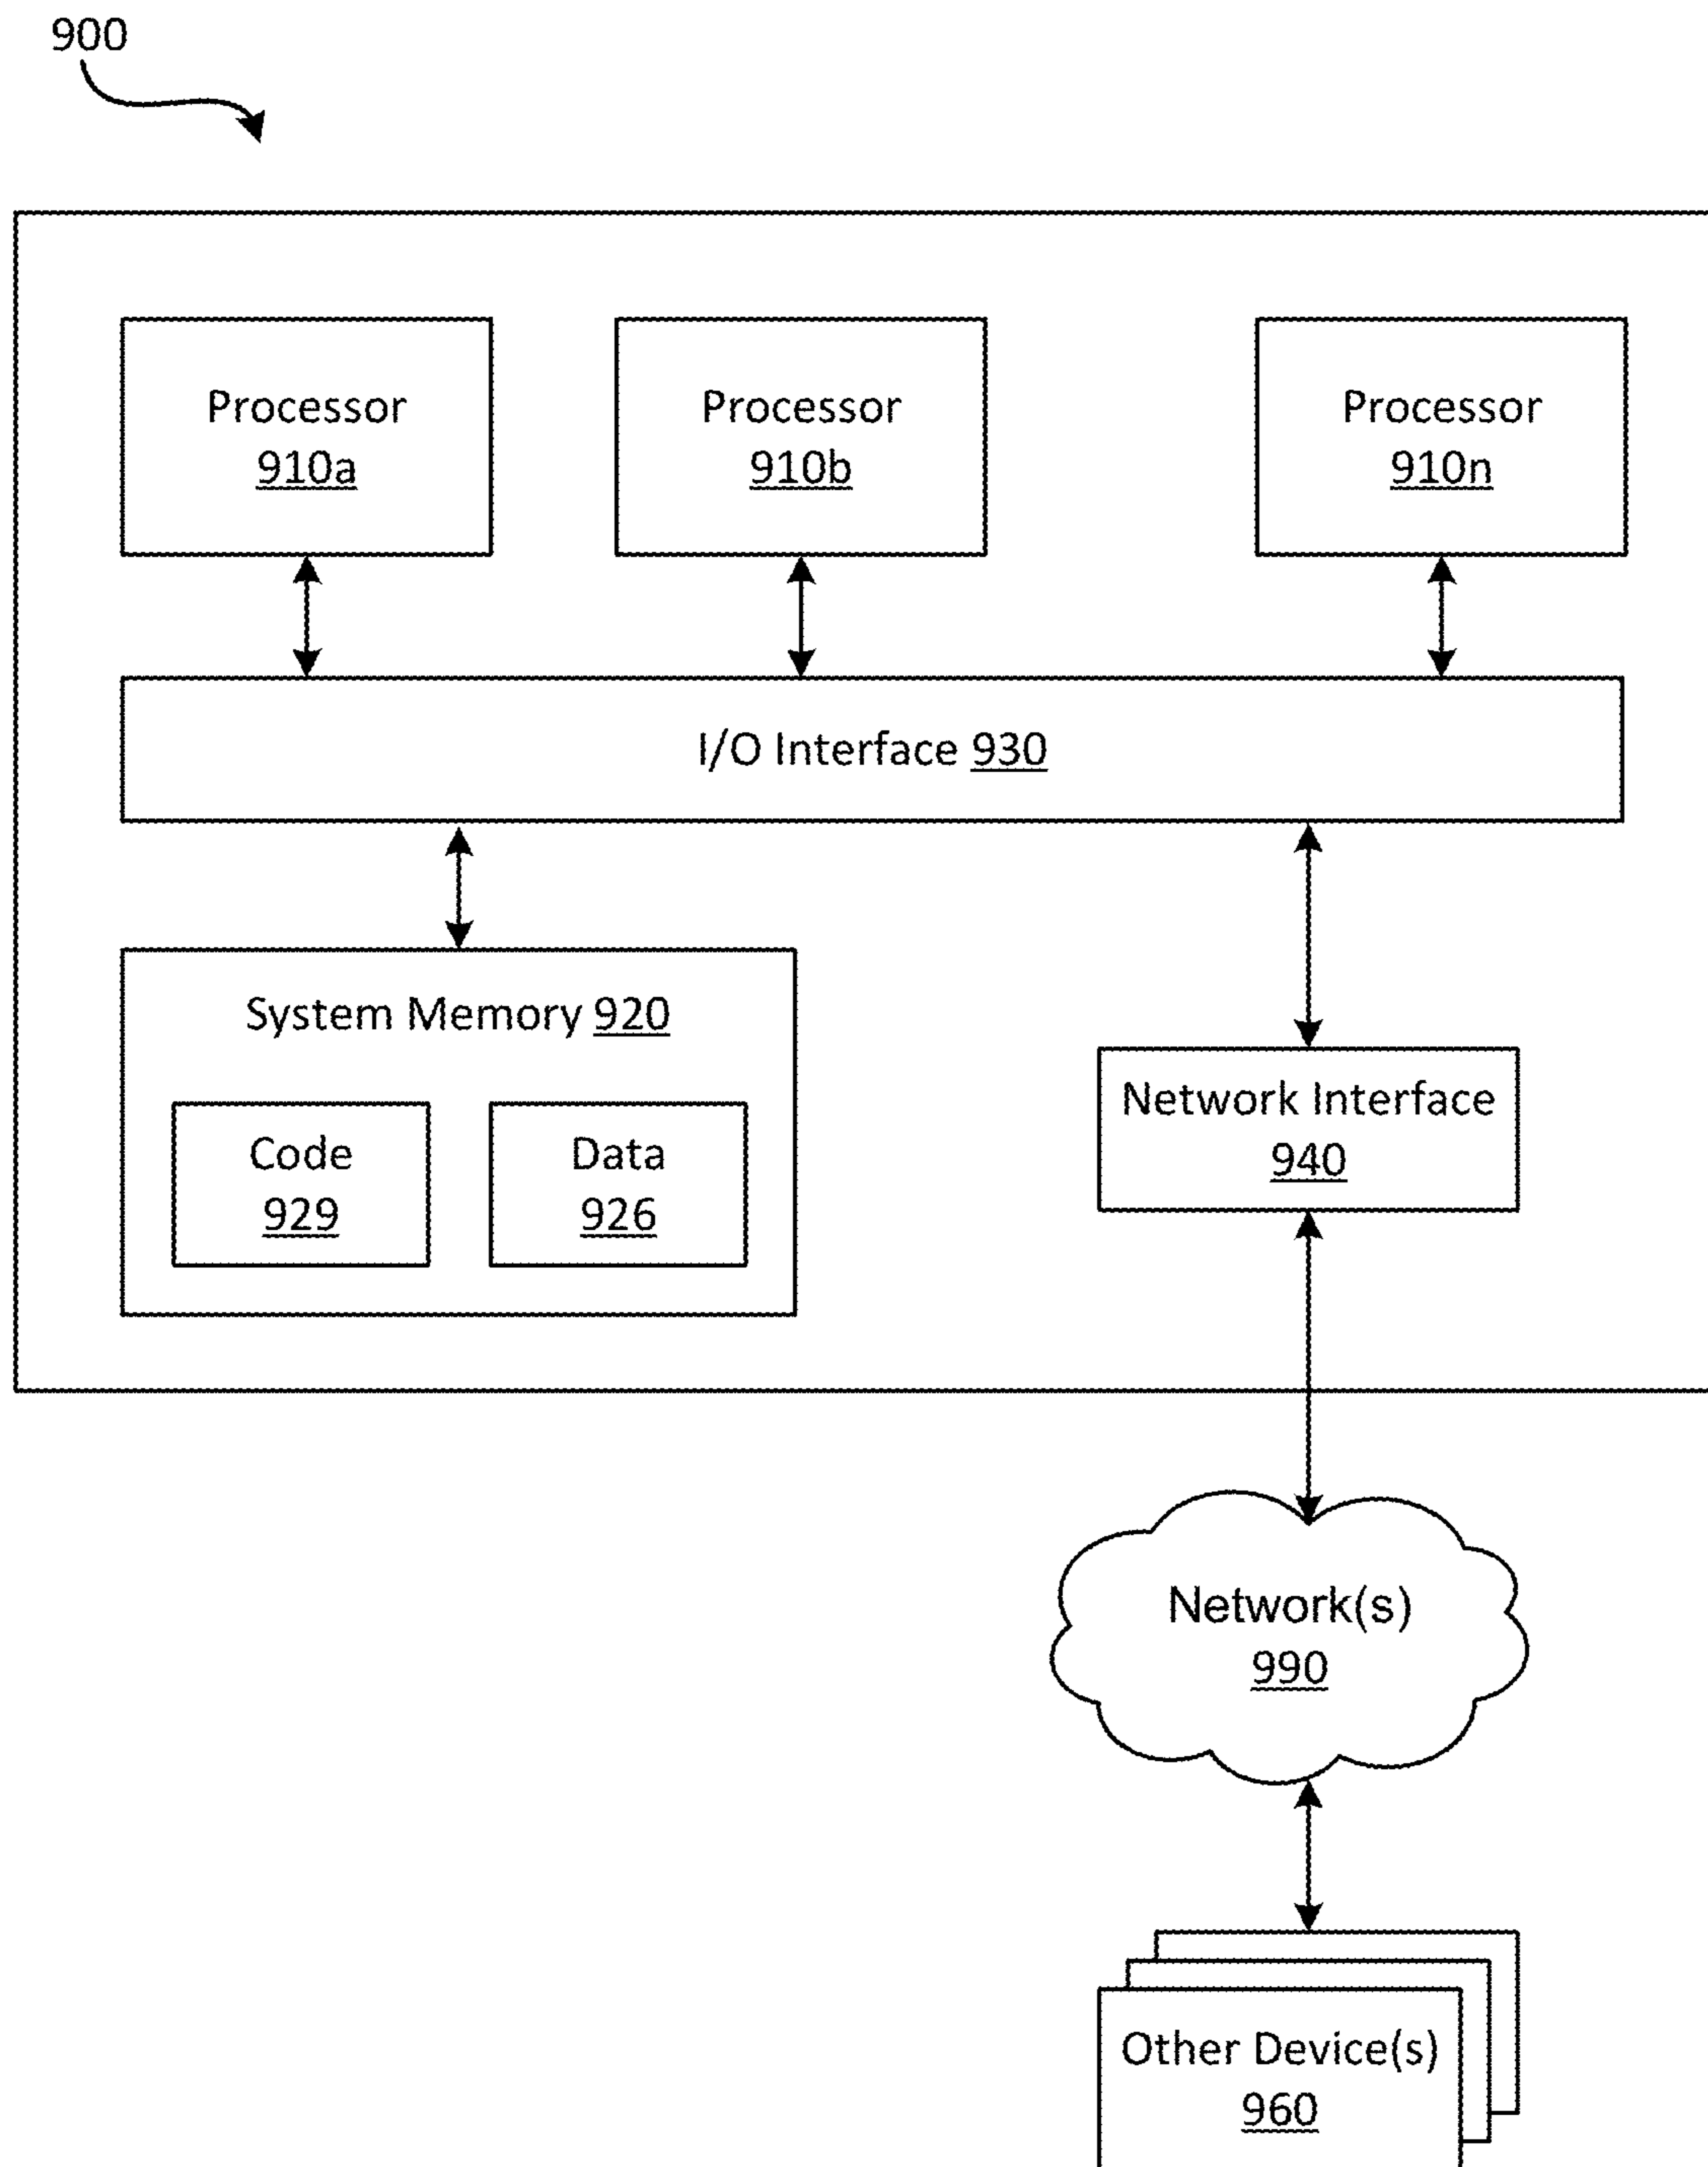 900
Processor
910a
Processor
910b
Processor
910n
I/O Interface 930
System Memory 920
Code
929
Data
926
Network Interface
940
Network(s)
990
Other Device(s)
960